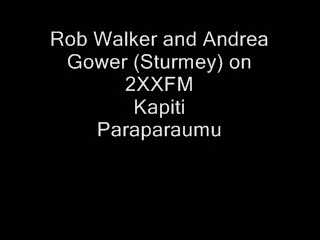 Rob Walker and Andrea
Gower (Sturmey) on
2XXFM
Kapiti
Paraparaumu